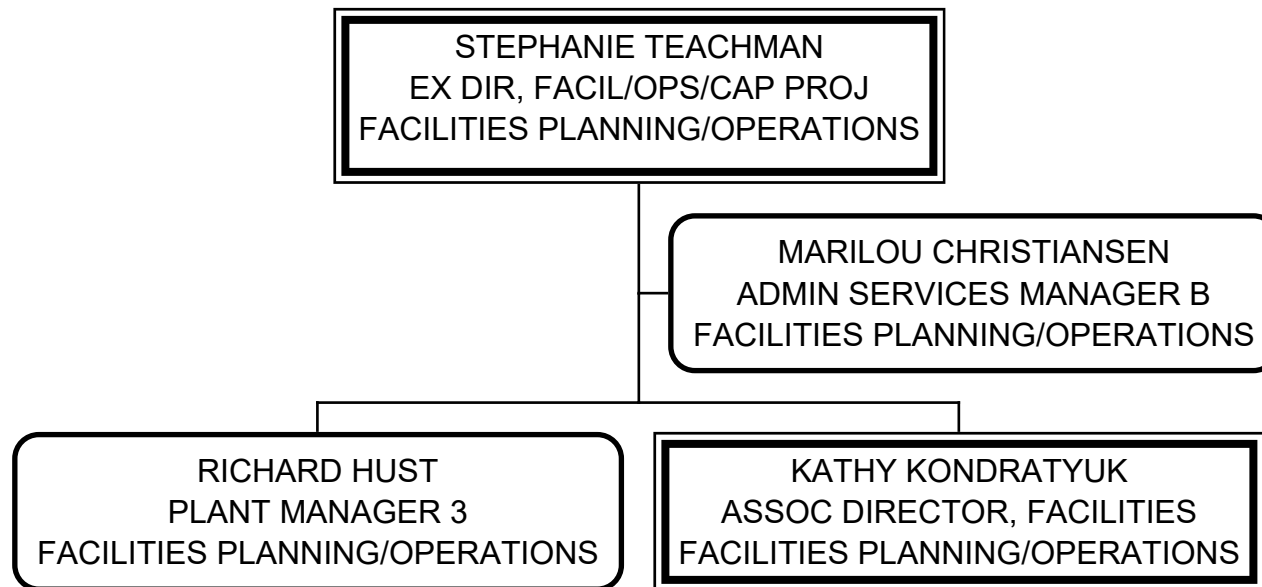 STEPHANIE TEACHMAN
EX DIR, FACIL/OPS/CAP PROJ
FACILITIES PLANNING/OPERATIONS
MARILOU CHRISTIANSEN
ADMIN SERVICES MANAGER B
FACILITIES PLANNING/OPERATIONS
RICHARD HUST
PLANT MANAGER 3
FACILITIES PLANNING/OPERATIONS
KATHY KONDRATYUK
ASSOC DIRECTOR, FACILITIES
FACILITIES PLANNING/OPERATIONS